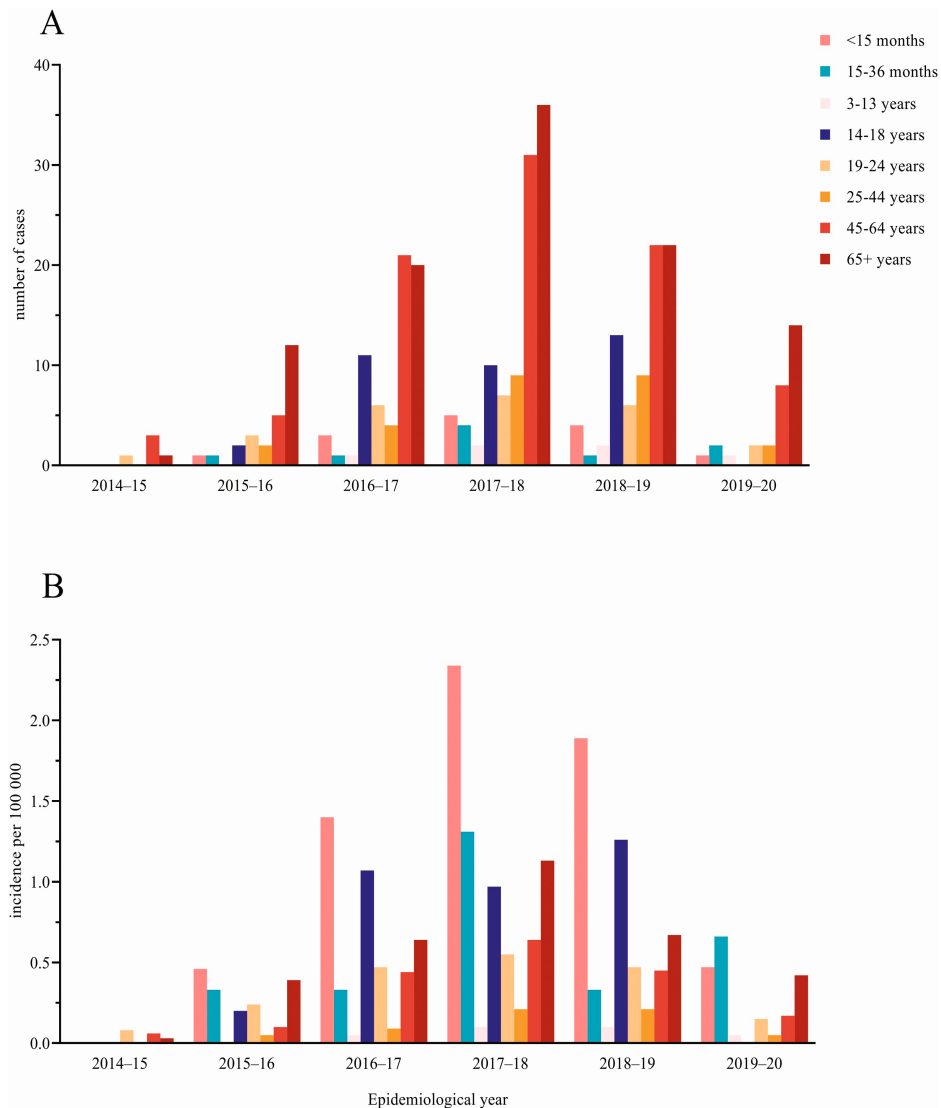 A
<15 months
15-36 months
3-13 years
14-18 years
19-24 years
25-44 years
45-64 years
65+ years
number of cases
40
30
20
10
0
2014–15 2015–16 2016–17 2017–18 2018–19 2019–20
B
incidence per 100 000
2.5
2.0
1.5
1.0
0.5
0.0
2014–15 2015–16 2016–17 2017–18 2018–19 2019–20
Epidemiological year